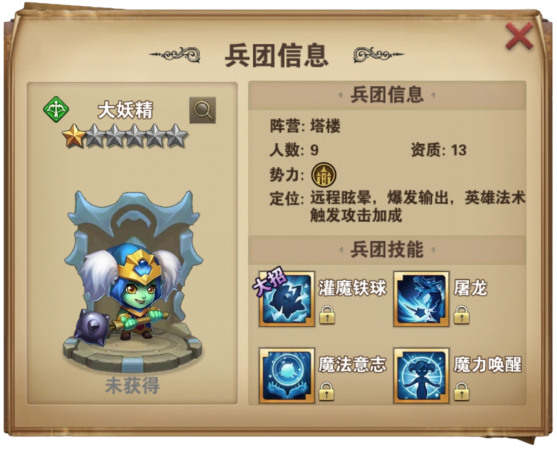 兵团信息
大妖精
未获得
兵团信息
阵营: 塔楼
人数: 9 资质: 13
势力:
定位: 远程眩晕，爆发输出，英雄法术
触发攻击加成
兵团技能
大招
灌魔铁球 屠龙
魔法意志 魔力唤醒